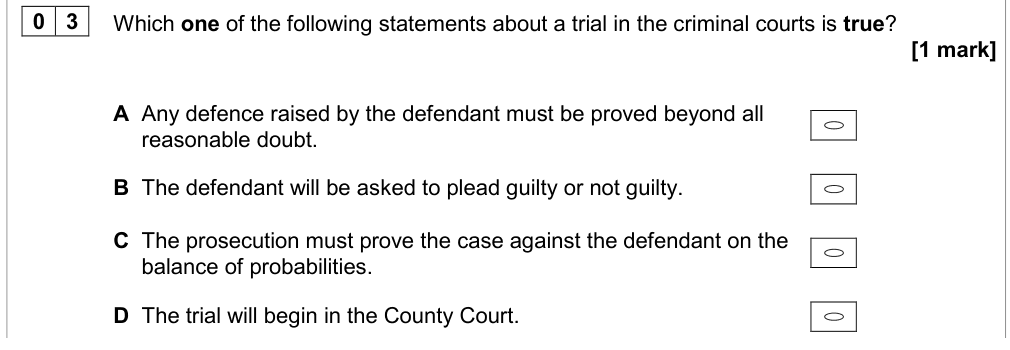 0 3 Which one of the following statements about a trial in the criminal courts is true?
[1 mark]
A Any defence raised by the defendant must be proved beyond all
reasonable doubt.
B The defendant will be asked to plead guilty or not guilty.
C The prosecution must prove the case against the defendant on the
balance of probabilities.
D The trial will begin in the County Court.